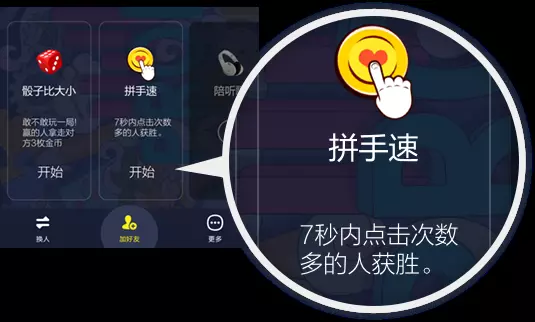 骰子比大小
敢不敢玩一局!
赢的人拿走对
方3枚金币
开始
拼手速
7秒内点击次数
多的人获胜。
开始
陪听
换人
加好友
更多
拼手速
7秒内点击次数
多的人获胜。